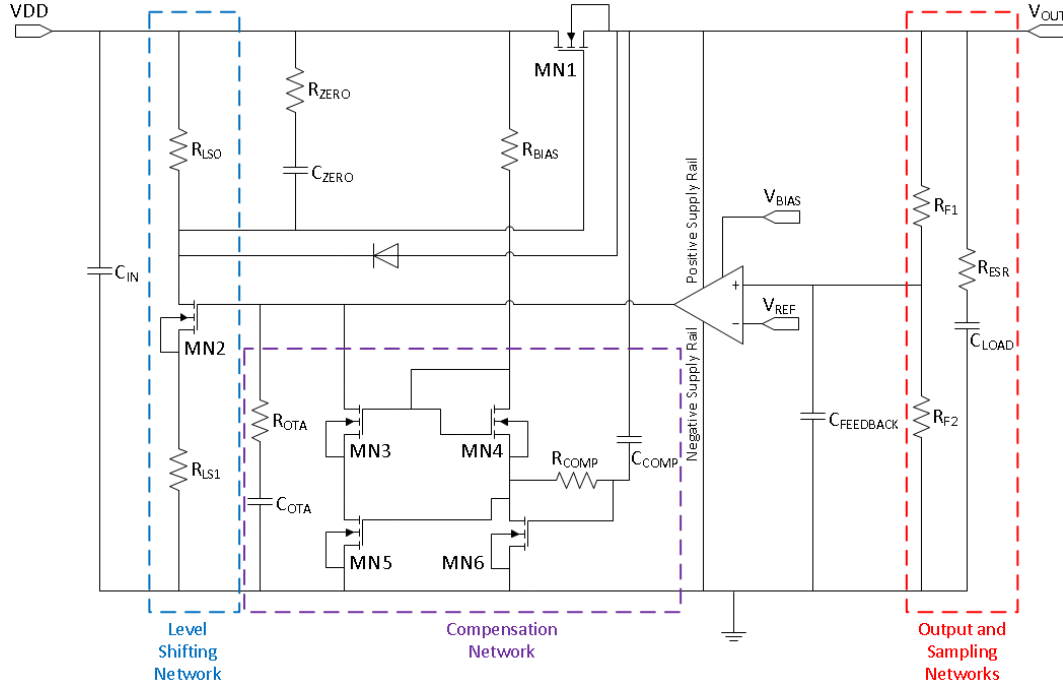 VDD
VOUT
MN1
RZERO
RLSO
RBIAS
CZERO
Positive Supply Rail
VBIAS
RF1
RESR
CIN
VREF
+
−
CLOAD
MN2
Negative Supply Rail
ROTA
MN3
MN4
CFEEDBACK
RF2
RCOMP
CCOMP
RLS1
COTA
MN5
MN6
Level
Shifting
Network
Compensation
Network
Output and
Sampling
Networks